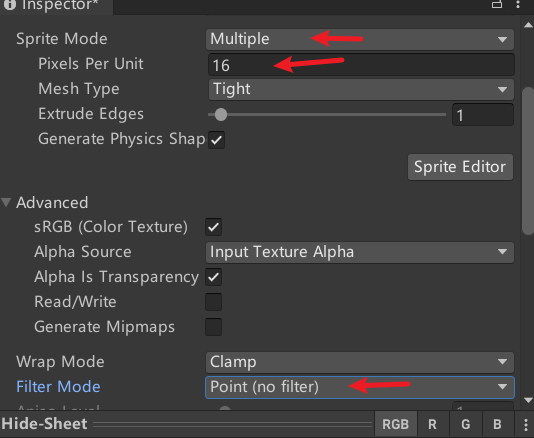 Inspector*
Sprite Mode Multiple
Pixels Per Unit 16
Mesh Type Tight
Extrude Edges 1
Generate Physics Shap
Sprite Editor
Advanced
sRGB (Color Texture)
Alpha Source Input Texture Alpha
Alpha Is Transparency
Read/Write
Generate Mipmaps
Wrap Mode Clamp
Filter Mode Point (no filter)
Hide-Sheet RGB R G B